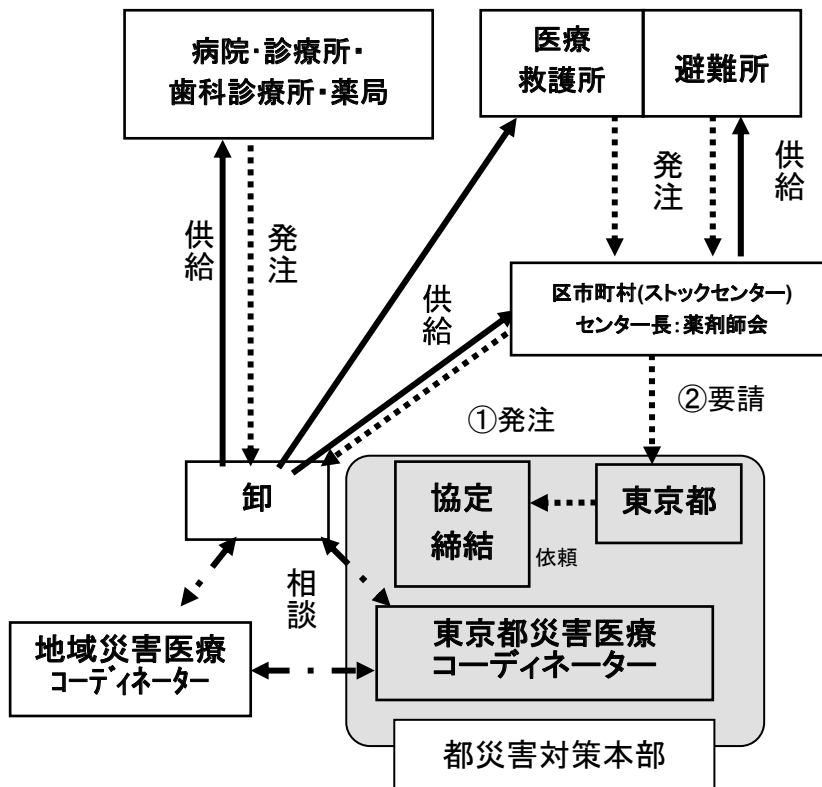 病院・診療所・
歯科診療所・薬局
医療
救護所
避難所
供給
発注
発注
供給
区市町村(ストックセンター)
センター長:薬剤師会
供給
①発注
②要請
卸
協定
締結
東京都
依頼
相談
地域災害医療
コーディネーター
東京都災害医療
コーディネーター
都災害対策本部